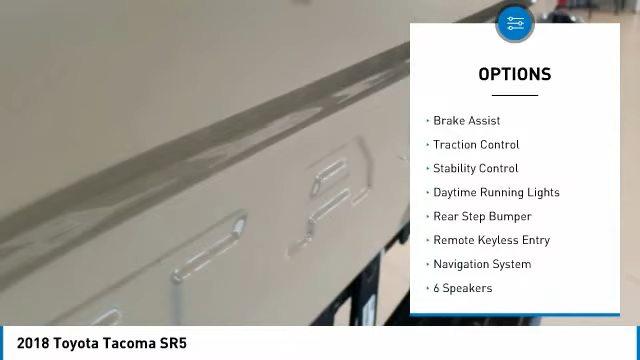 OPTIONS
Brake Assist
Traction Control
Stability Control
Daytime Running Lights
Rear Step Bumper
Remote Keyless Entry
Navigation System
6 Speakers
2018 Toyota Tacoma SR5